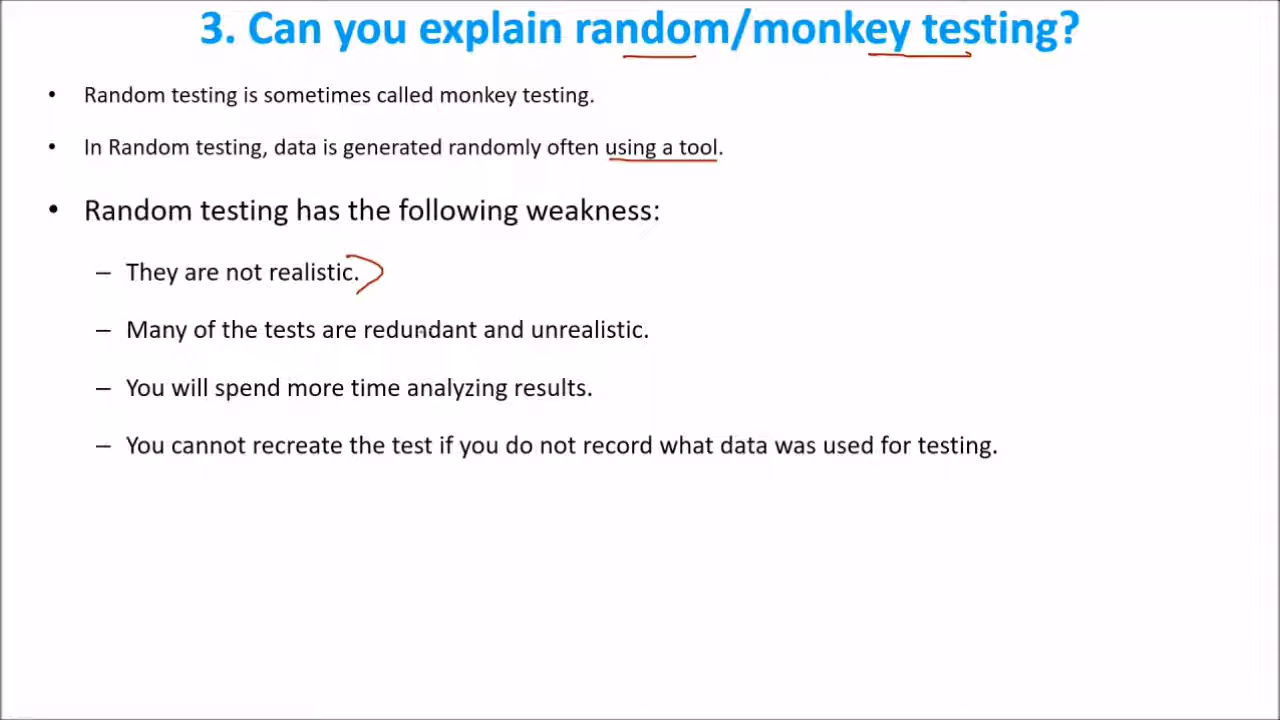 3. Can you explain random/monkey testing?
• Random testing is sometimes called monkey testing.
• In Random testing, data is generated randomly often using a tool.
• Random testing has the following weakness:
– They are not realistic.
– Many of the tests are redundant and unrealistic.
– You will spend more time analyzing results.
– You cannot recreate the test if you do not record what data was used for testing.